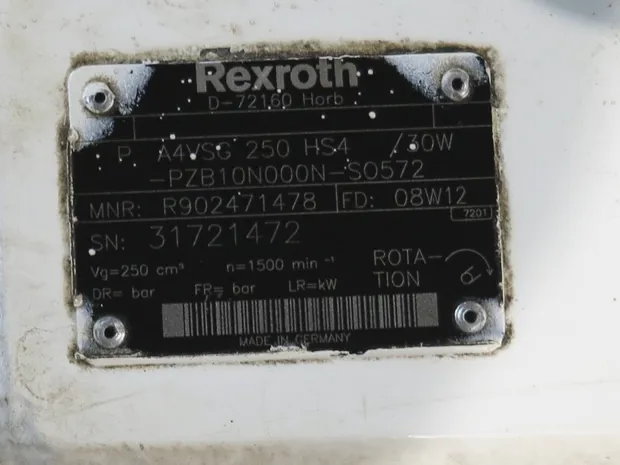 Rexroth
D-72160 Horb
P A4VSG 250 HS4 /30W
-PZB10N000N-SO572
MNR: R902471478 FD: 08W12
7201
SN: 31721472
Vg=250 cm³ n=1500 min⁻¹
DR= bar FR= bar LR=kW
ROTA-
TION
MADE IN GERMANY